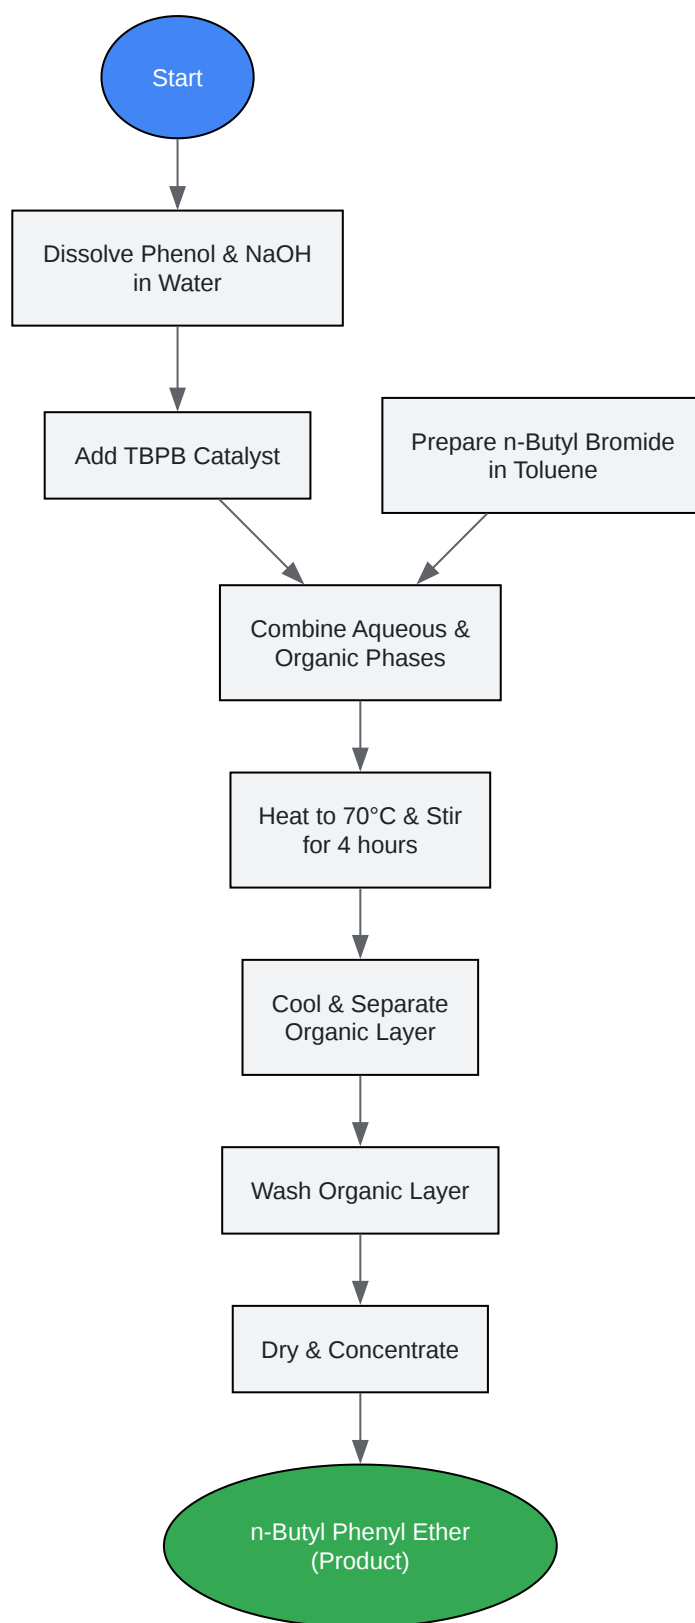 Start
Dissolve Phenol & NaOH
in Water
Add TBPB Catalyst
Prepare n-Butyl Bromide
in Toluene
Combine Aqueous &
Organic Phases
Heat to 70°C & Stir
for 4 hours
Cool & Separate
Organic Layer
Wash Organic Layer
Dry & Concentrate
n-Butyl Phenyl Ether
(Product)